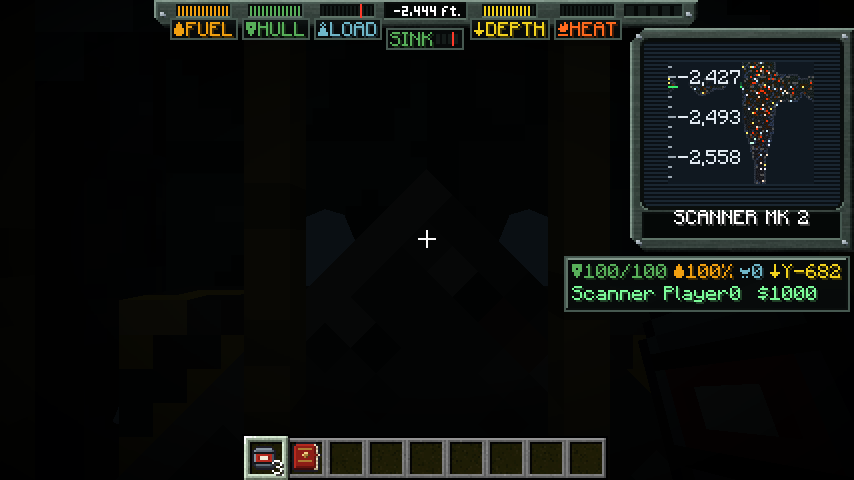 -2,444 ft.
FUEL HULL LOAD DEPTH HEAT
SINK
-2,427
-2,493
-2,558
SCANNER MK 2
100/100 100% 0 Y-682
Scanner Player0 $1000
3